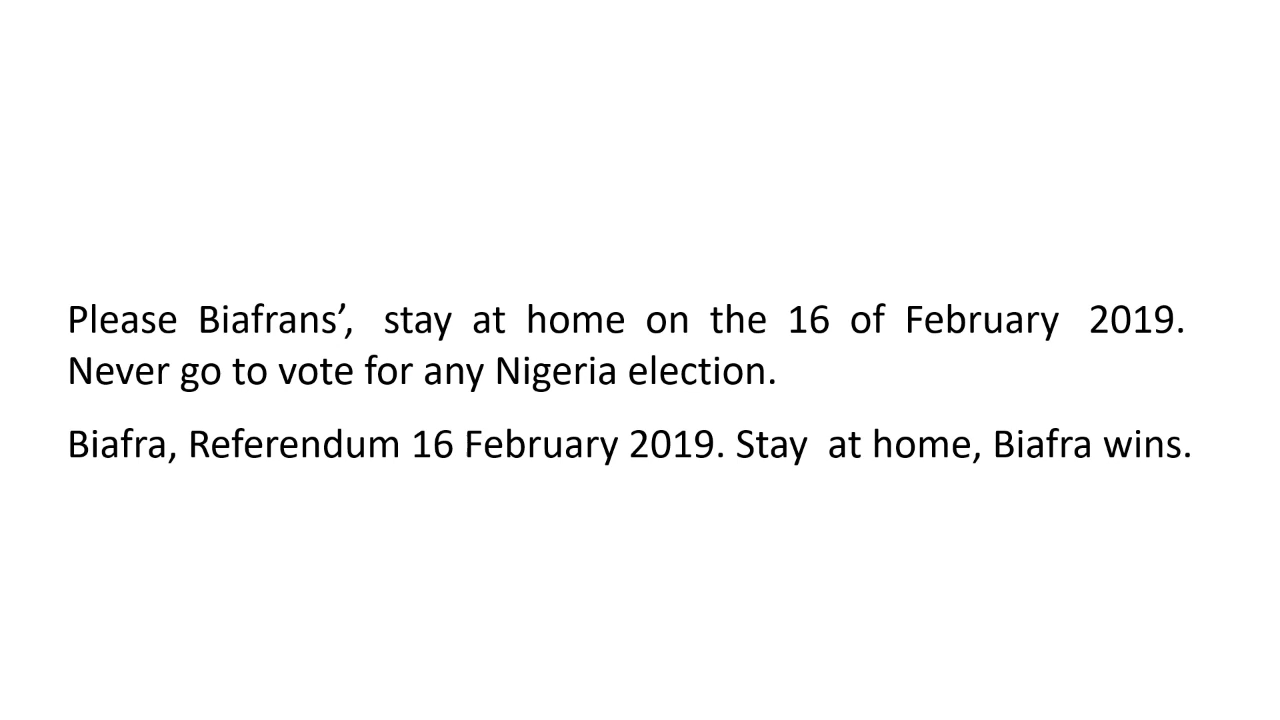 Please Biafrans’, stay at home on the 16 of February 2019.
Never go to vote for any Nigeria election.
Biafra, Referendum 16 February 2019. Stay at home, Biafra wins.